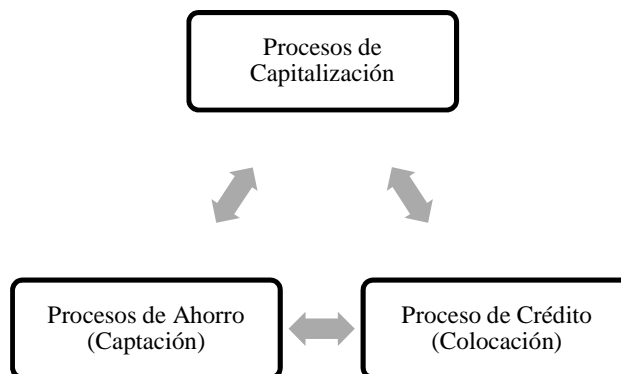 Procesos de
Capitalización
Procesos de Ahorro
(Captación)
Proceso de Crédito
(Colocación)